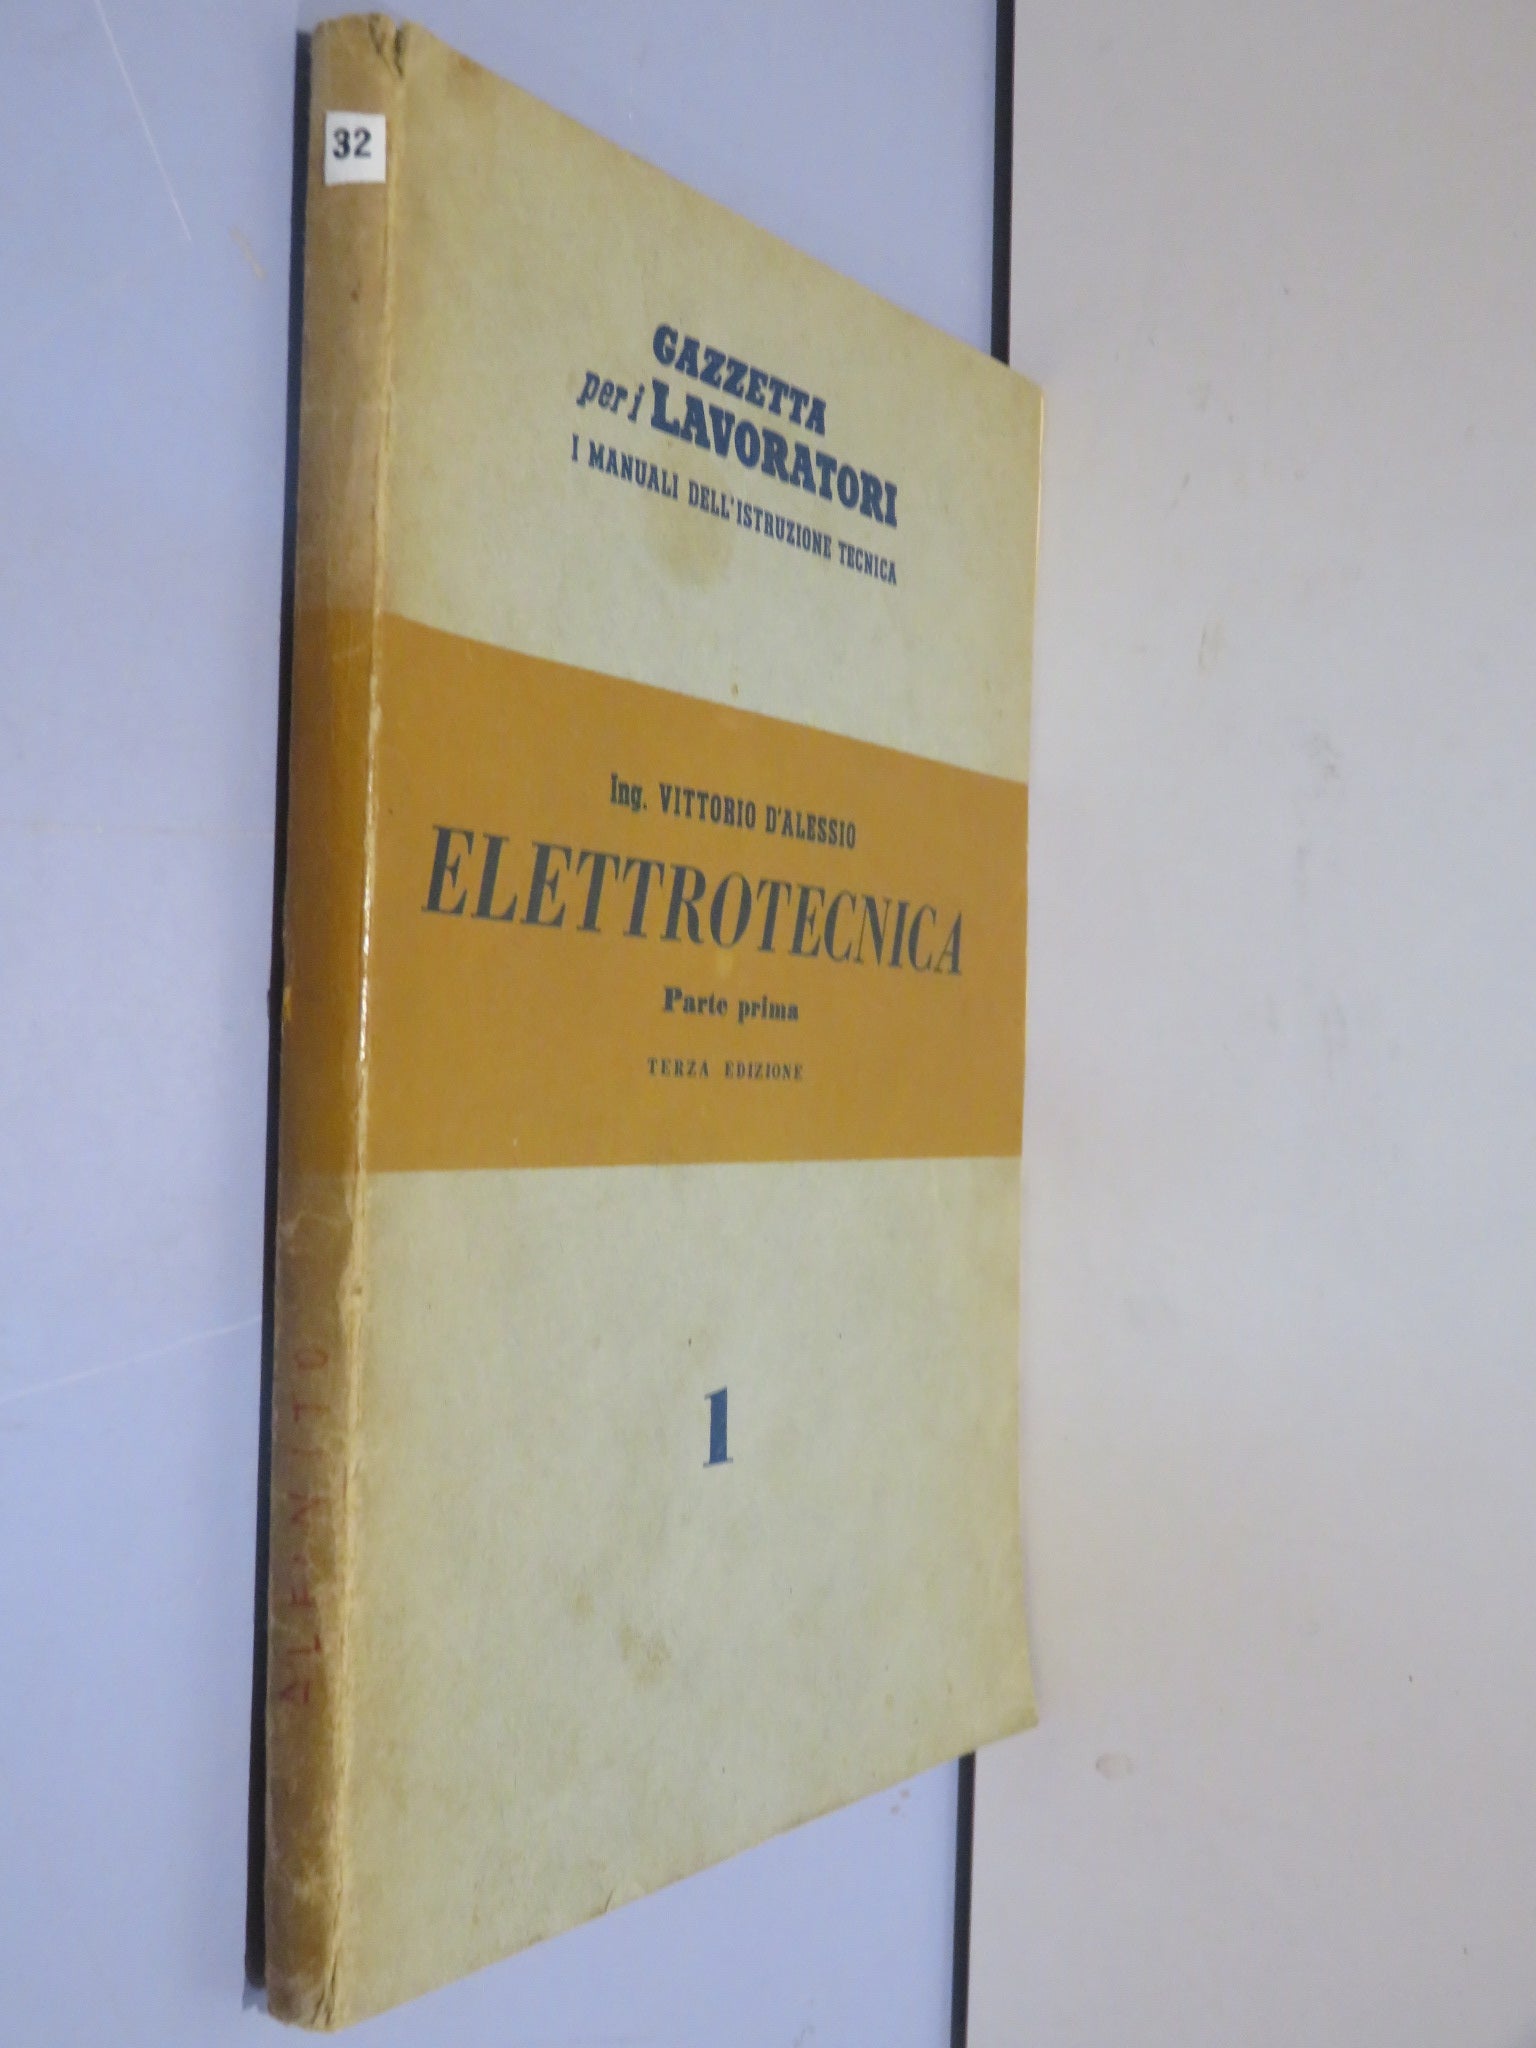 32
GAZZETTA
per i LAVORATORI
I MANUALI DELL'ISTRUZIONE TECNICA
Ing. VITTORIO D'ALESSIO
ELETTROTECNICA
Parte prima
TERZA EDIZIONE
1